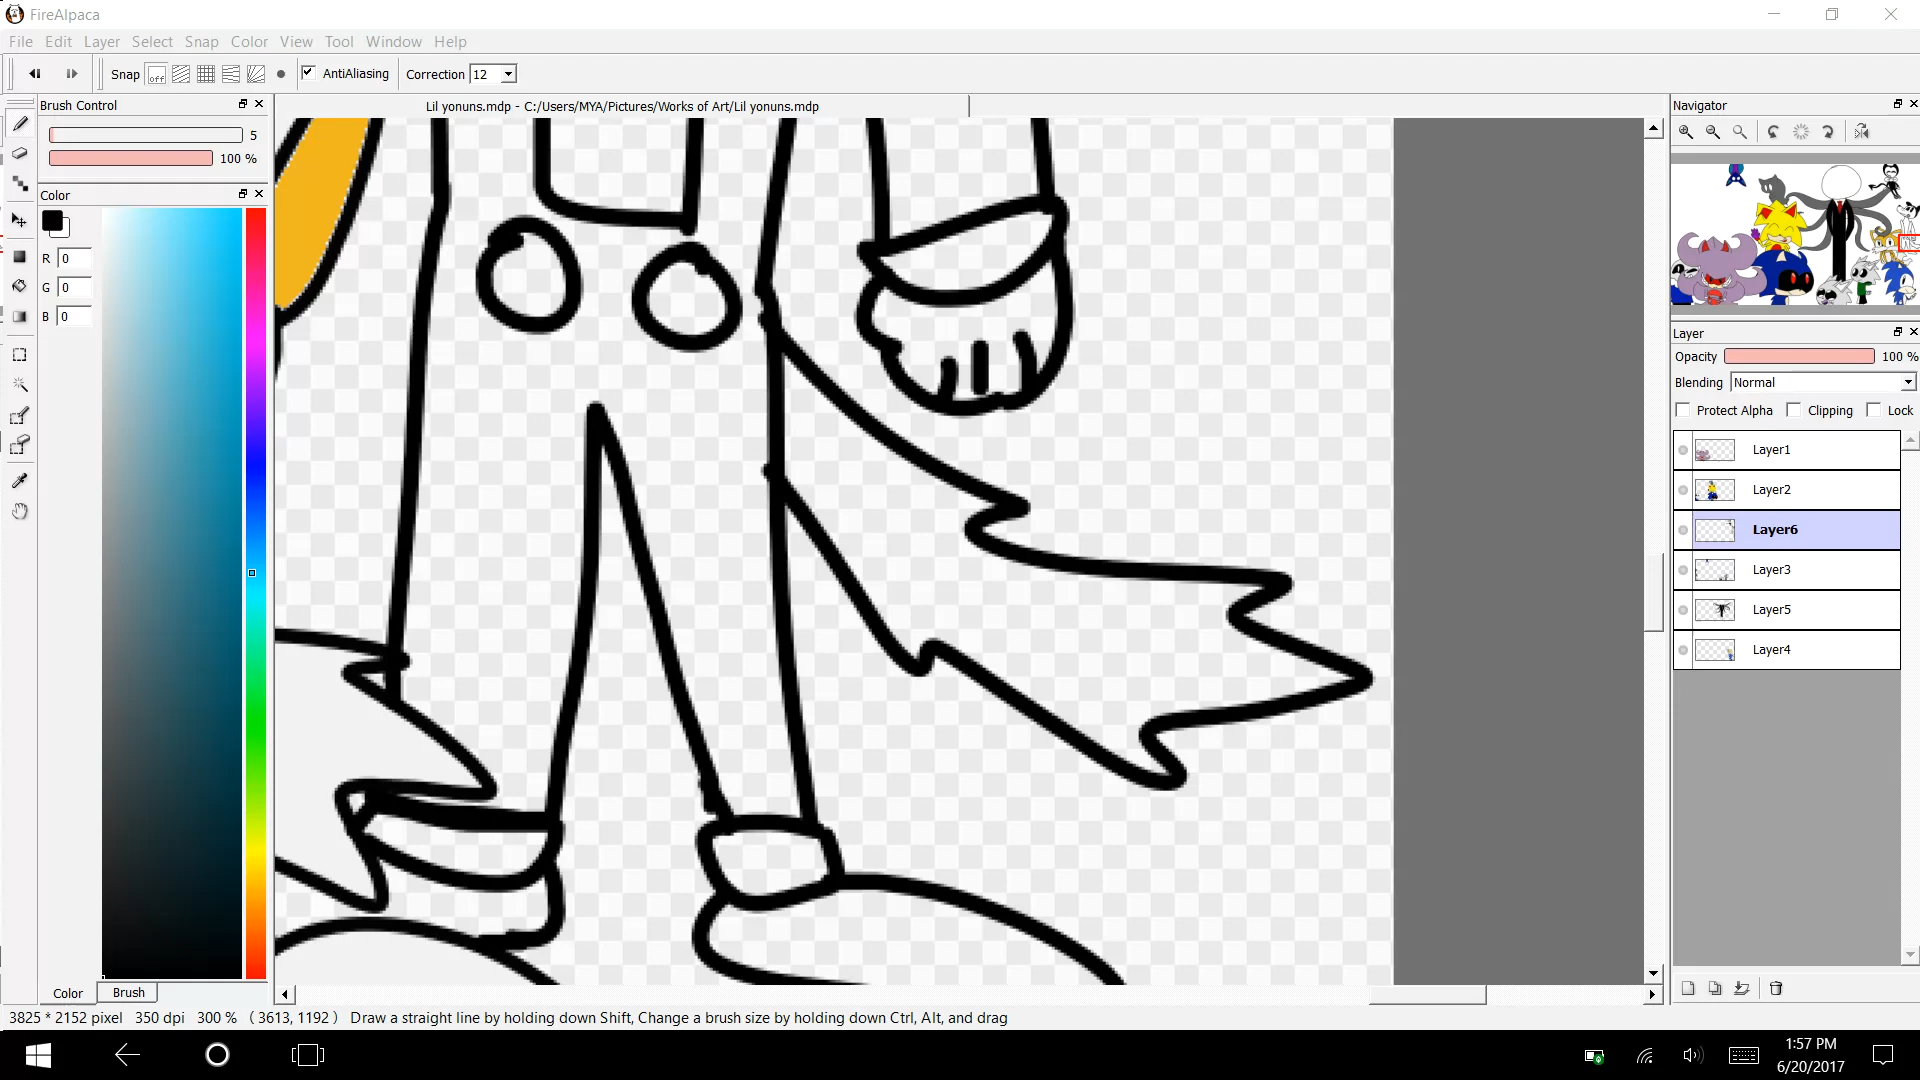 FireAlpaca
File Edit Layer Select Snap Color View Tool Window Help
Snap off AntiAliasing Correction 12
Brush Control
Lil yonuns.mdp - C:/Users/MYA/Pictures/Works of Art/Lil yonuns.mdp
Navigator
5
100 %
Color
R 0
G 0
B 0
Layer
Opacity 100 %
Blending Normal
Protect Alpha Clipping Lock
Layer1
Layer2
Layer6
Layer3
Layer5
Layer4
Color Brush
3825 * 2152 pixel 350 dpi 300 % ( 3613, 1192 ) Draw a straight line by holding down Shift, Change a brush size by holding down Ctrl, Alt, and drag
1:57 PM
6/20/2017